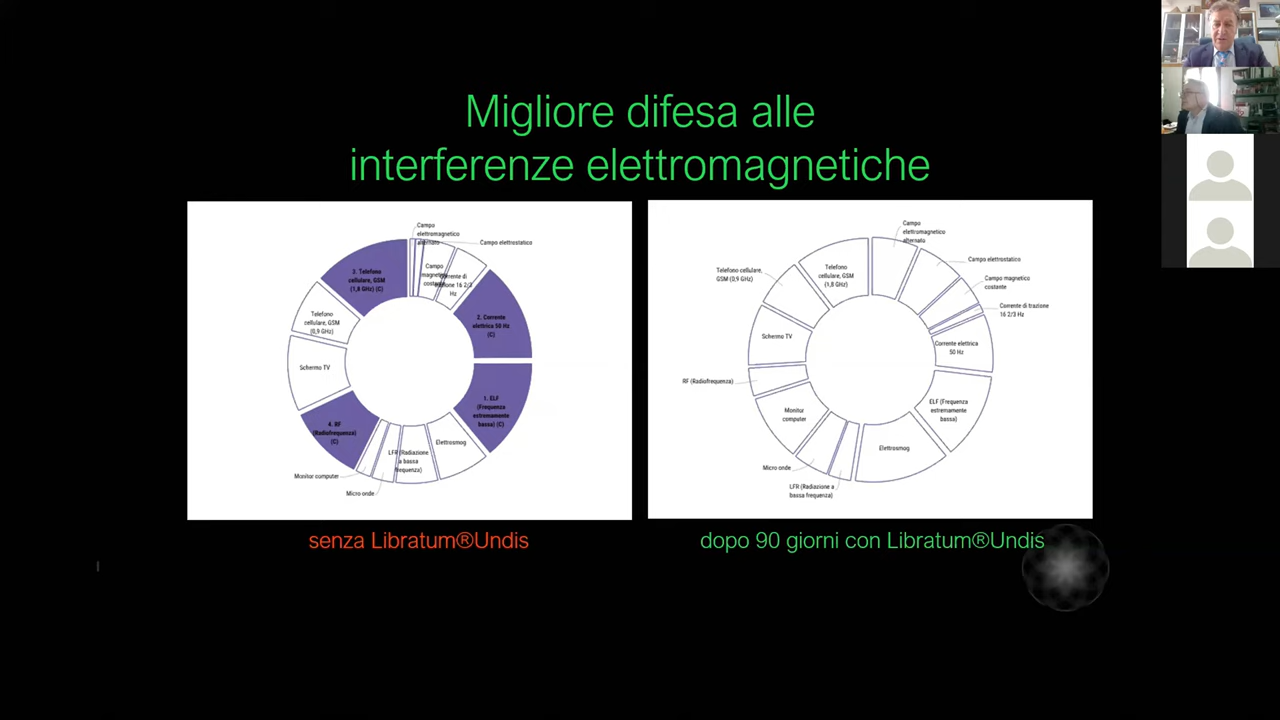 Migliore difesa alle
interferenze elettromagnetiche
Campo
elettromagnetico
alternato
Campo elettrostatico
Campo
magnetico
costante
Corrente di
trazione 16 2/3
Hz
2. Corrente
elettrica 50 Hz
(C)
1. ELF
(Frequenza
estremamente
bassa) (C)
Elettrosmog
LFR (Radiazione
a bassa
frequenza)
Micro onde
Monitor computer
4. RF
(Radiofrequenza)
(C)
Schermo TV
Telefono
cellulare, GSM
(0,9 GHz)
3. Telefono
cellulare, GSM
(1,8 GHz) (C)
Campo
elettromagnetico
alternato
Campo elettrostatico
Campo magnetico
costante
Corrente di trazione
16 2/3 Hz
Corrente elettrica
50 Hz
ELF (Frequenza
estremamente
bassa)
Elettrosmog
LFR (Radiazione a
bassa frequenza)
Micro onde
Monitor
computer
RF (Radiofrequenza)
Schermo TV
Telefono cellulare,
GSM (0,9 GHz)
Telefono
cellulare, GSM
(1,8 GHz)
senza Libratum®Undis
dopo 90 giorni con Libratum®Undis